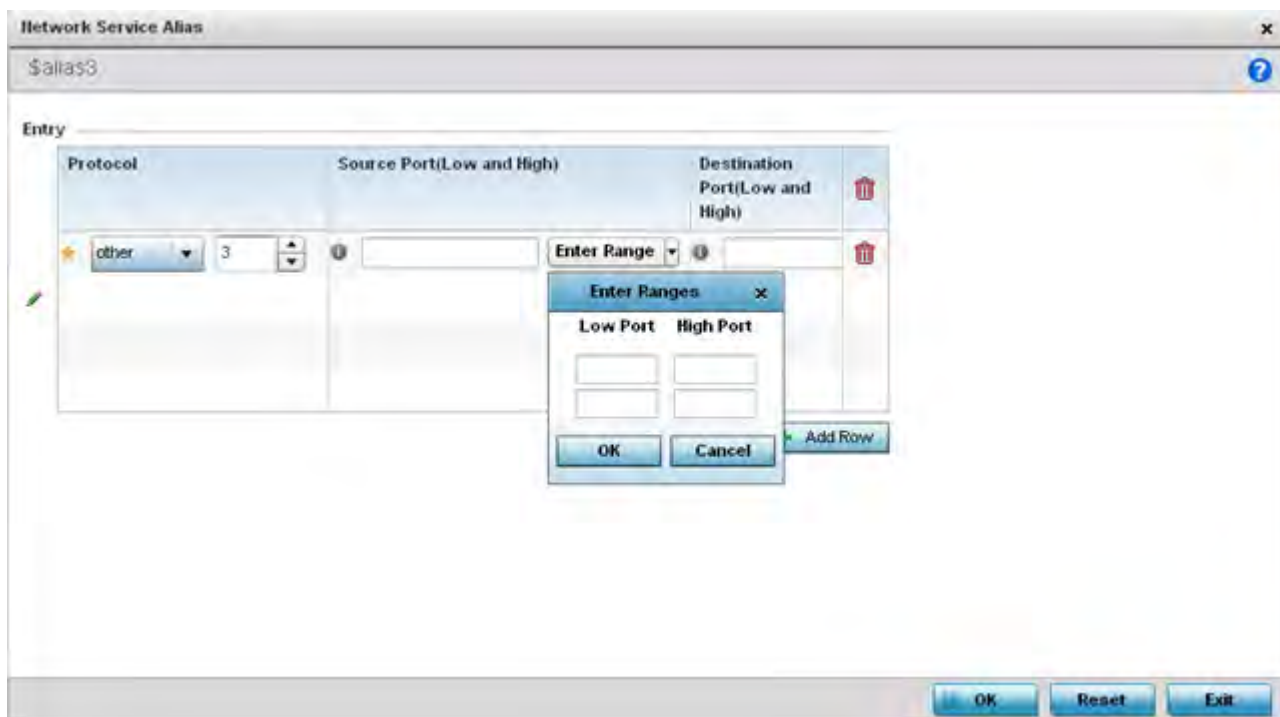 Network Service Alias
$alias3
Entry
Protocol
Source Port(Low and High)
Destination
Port(Low and
High)
other
3
Enter Range
Enter Ranges
Low Port High Port
OK Cancel
Add Row
OK Reset Exit